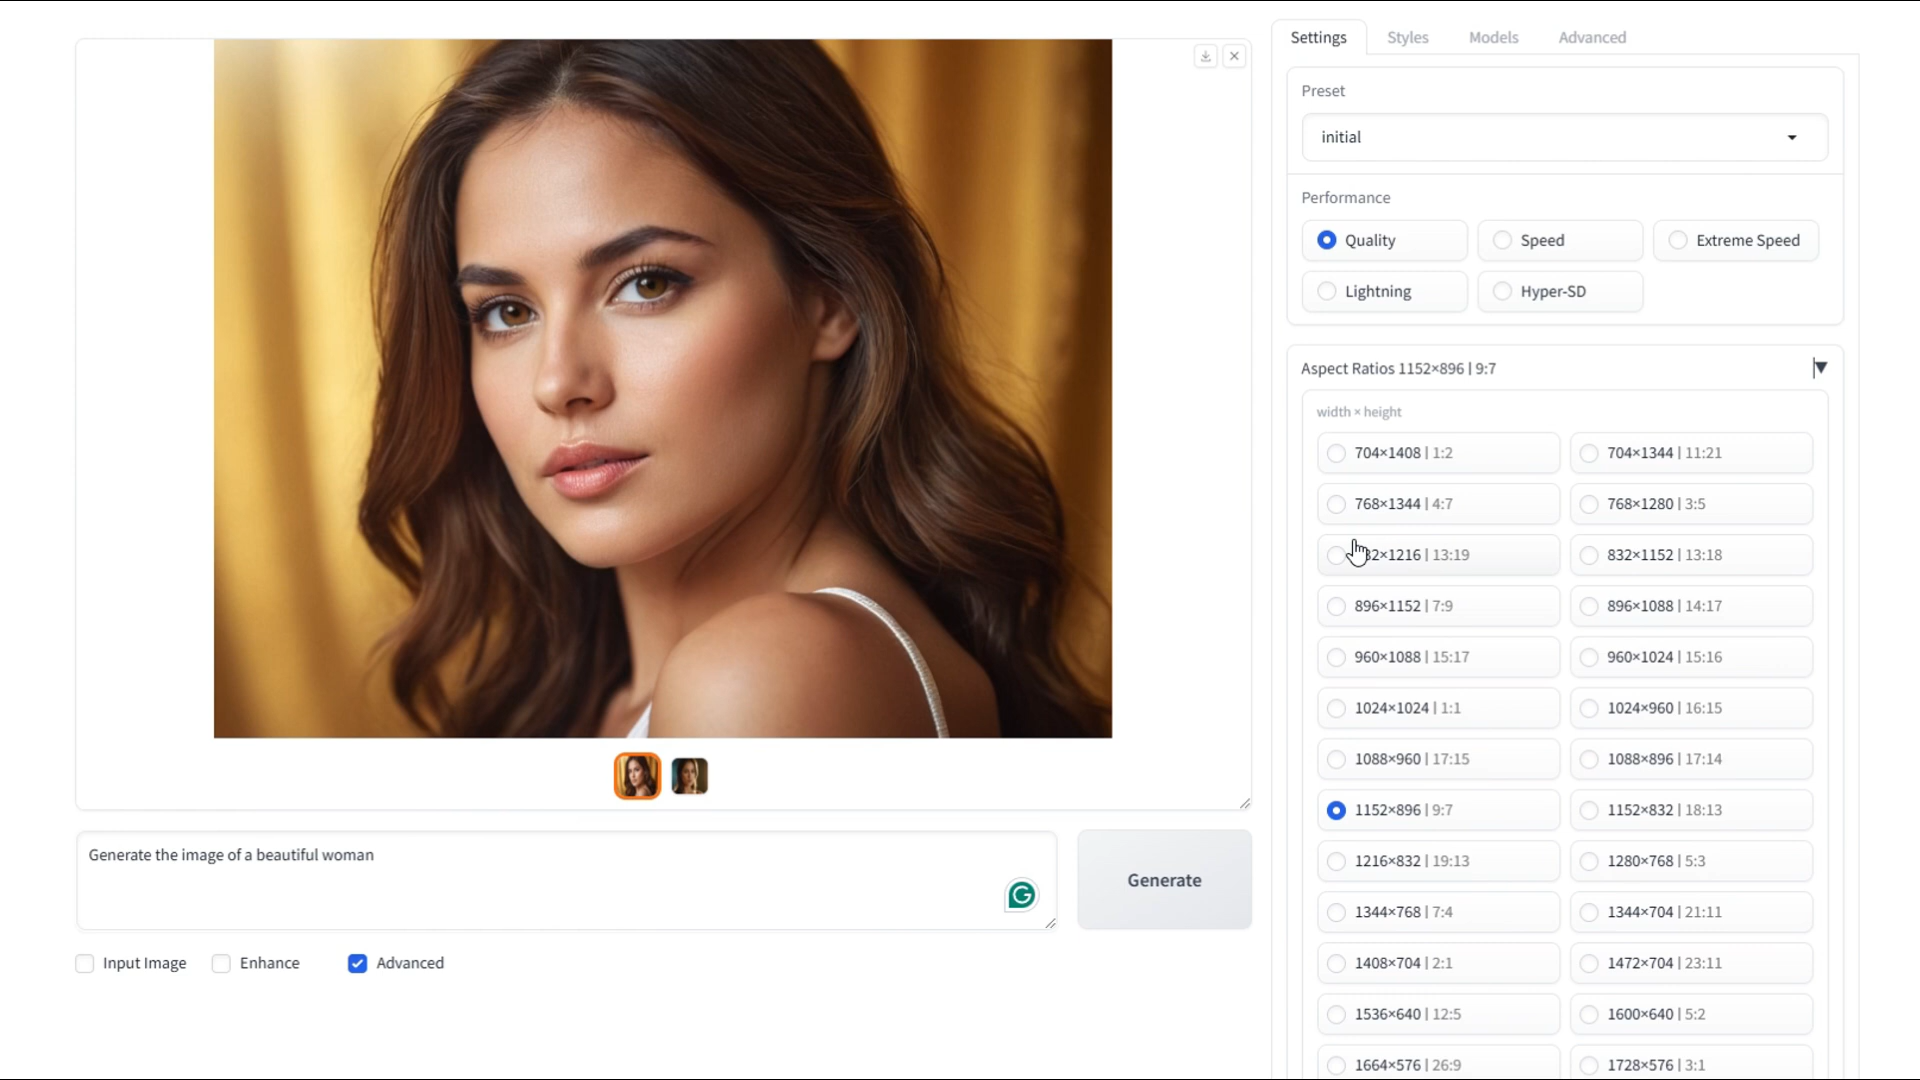 Settings Styles Models Advanced
Preset
initial
Performance
Quality Speed Extreme Speed
Lightning Hyper-SD
Aspect Ratios 1152×896 | 9:7
width × height
704×1408 | 1:2 704×1344 | 11:21
768×1344 | 4:7 768×1280 | 3:5
32×1216 | 13:19 832×1152 | 13:18
896×1152 | 7:9 896×1088 | 14:17
960×1088 | 15:17 960×1024 | 15:16
1024×1024 | 1:1 1024×960 | 16:15
1088×960 | 17:15 1088×896 | 17:14
1152×896 | 9:7 1152×832 | 18:13
1216×832 | 19:13 1280×768 | 5:3
1344×768 | 7:4 1344×704 | 21:11
1408×704 | 2:1 1472×704 | 23:11
1536×640 | 12:5 1600×640 | 5:2
1664×576 | 26:9 1728×576 | 3:1
Generate the image of a beautiful woman
G
Generate
Input Image Enhance Advanced